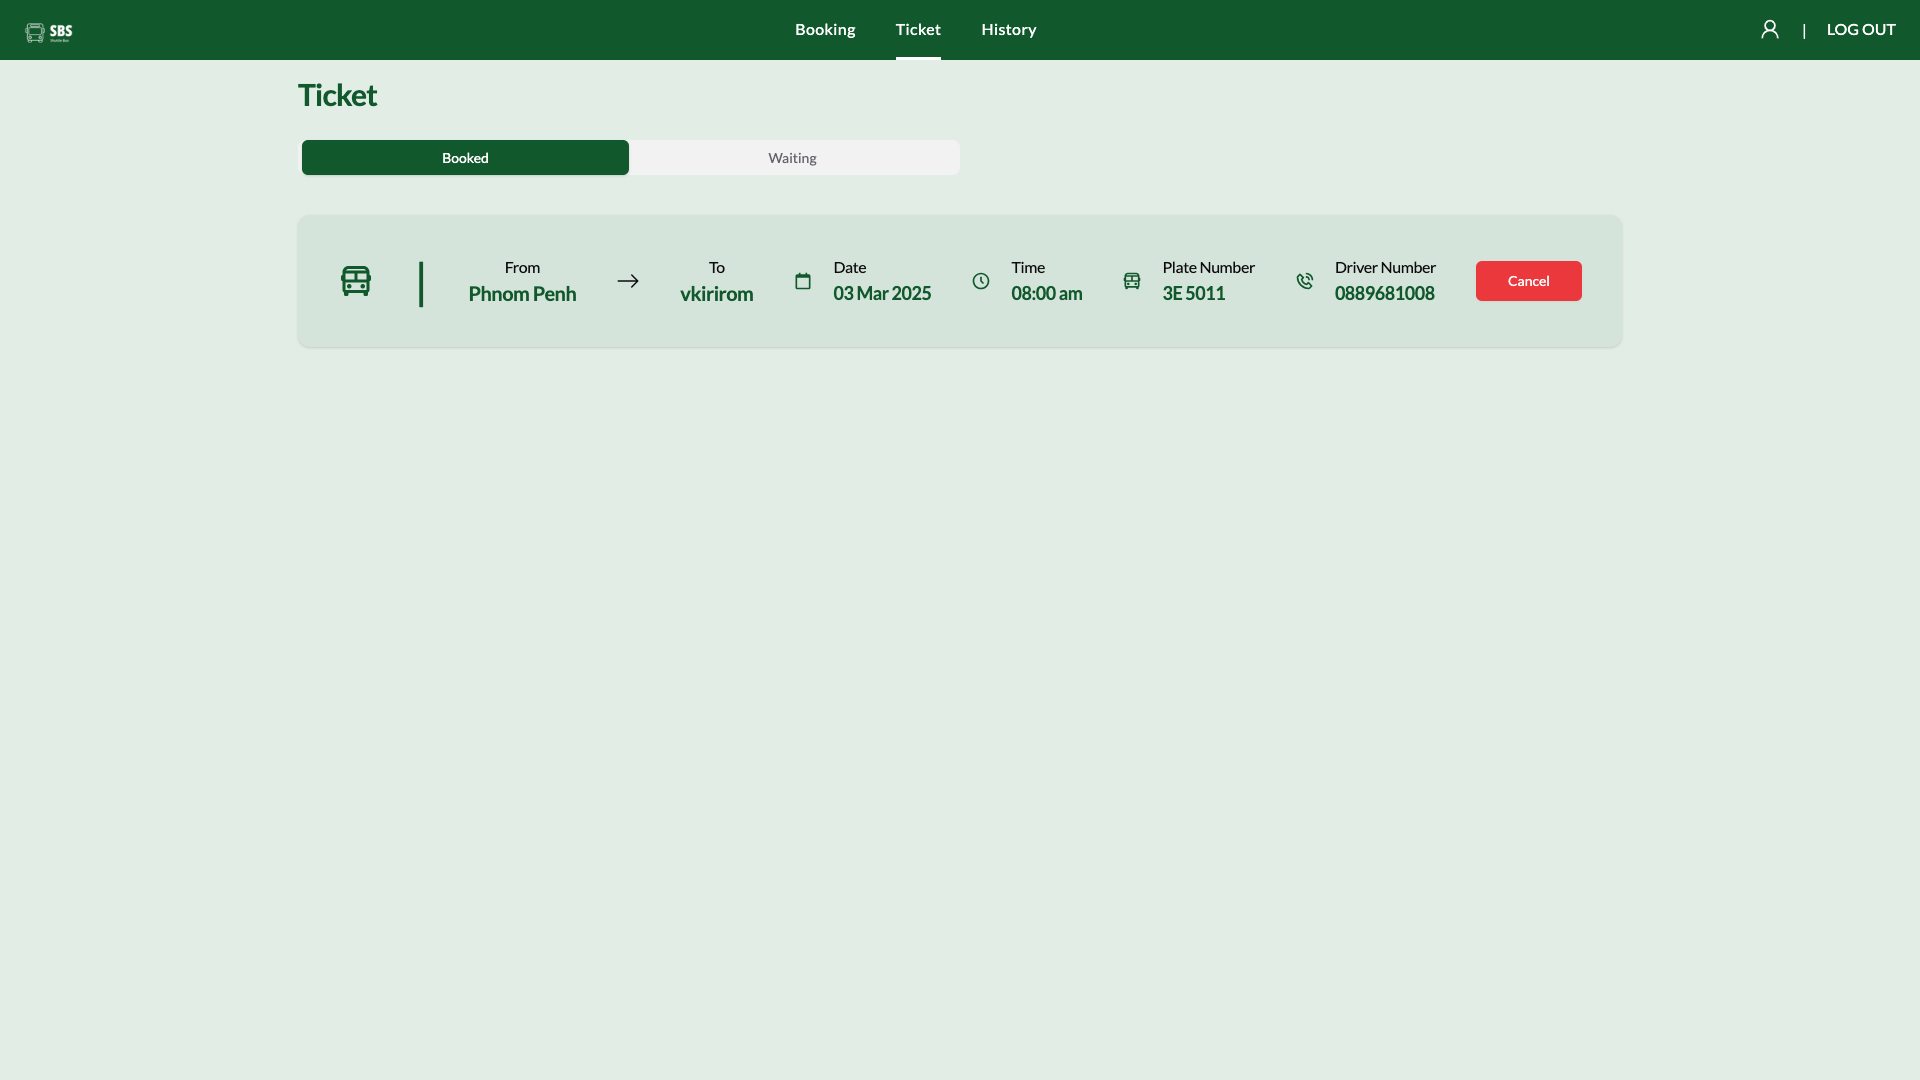 SBS
Booking
Ticket
History
|
LOG OUT
Ticket
Booked
Waiting
From
Phnom Penh
To
vkirirom
Date
03 Mar 2025
Time
08:00 am
Plate Number
3E 5011
Driver Number
0889681008
Cancel